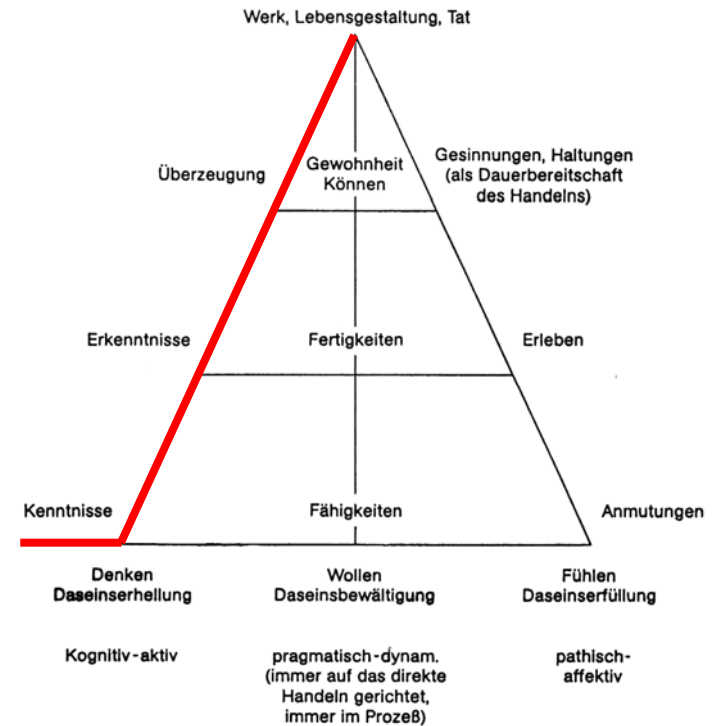 Werk, Lebensgestaltung, Tat
Überzeugung
Gewohnheit
Können
Gesinnungen, Haltungen
(als Dauerbereitschaft
des Handelns)
Erkenntnisse
Fertigkeiten
Erleben
Kenntnisse
Fähigkeiten
Anmutungen
Denken
Daseinserhellung
Wollen
Daseinsbewältigung
Fühlen
Daseinserfüllung
Kognitiv-aktiv
pragmatisch-dynam.
(immer auf das direkte
Handeln gerichtet,
immer im Prozeß)
pathisch-
affektiv